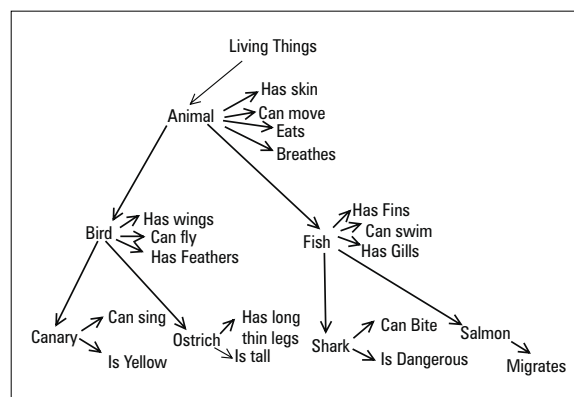 Living Things
Has skin
Can move
Animal
Eats
Breathes
Has wings
Bird
Can fly
Has Feathers
Has Fins
Can swim
Fish
Has Gills
Can sing
Canary
Is Yellow
Has long
thin legs
Ostrich
Is tall
Can Bite
Shark
Is Dangerous
Salmon
Migrates